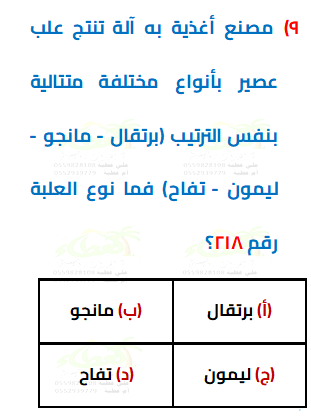 ٩) مصنع أغذية به آلة تنتج علب
عصير بأنواع مختلفة متتالية
بنفس الترتيب (برتقال - مانجو -
ليمون - تفاح) فما نوع العلبة
رقم ٢١٨؟
(أ) برتقال (ب) مانجو
(ج) ليمون (د) تفاح